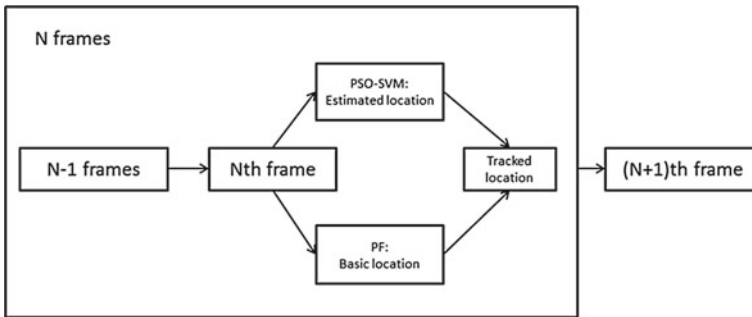 N frames
PSO-SVM:
Estimated location
N-1 frames
Nth frame
Tracked
location
(N+1)th frame
PF:
Basic location